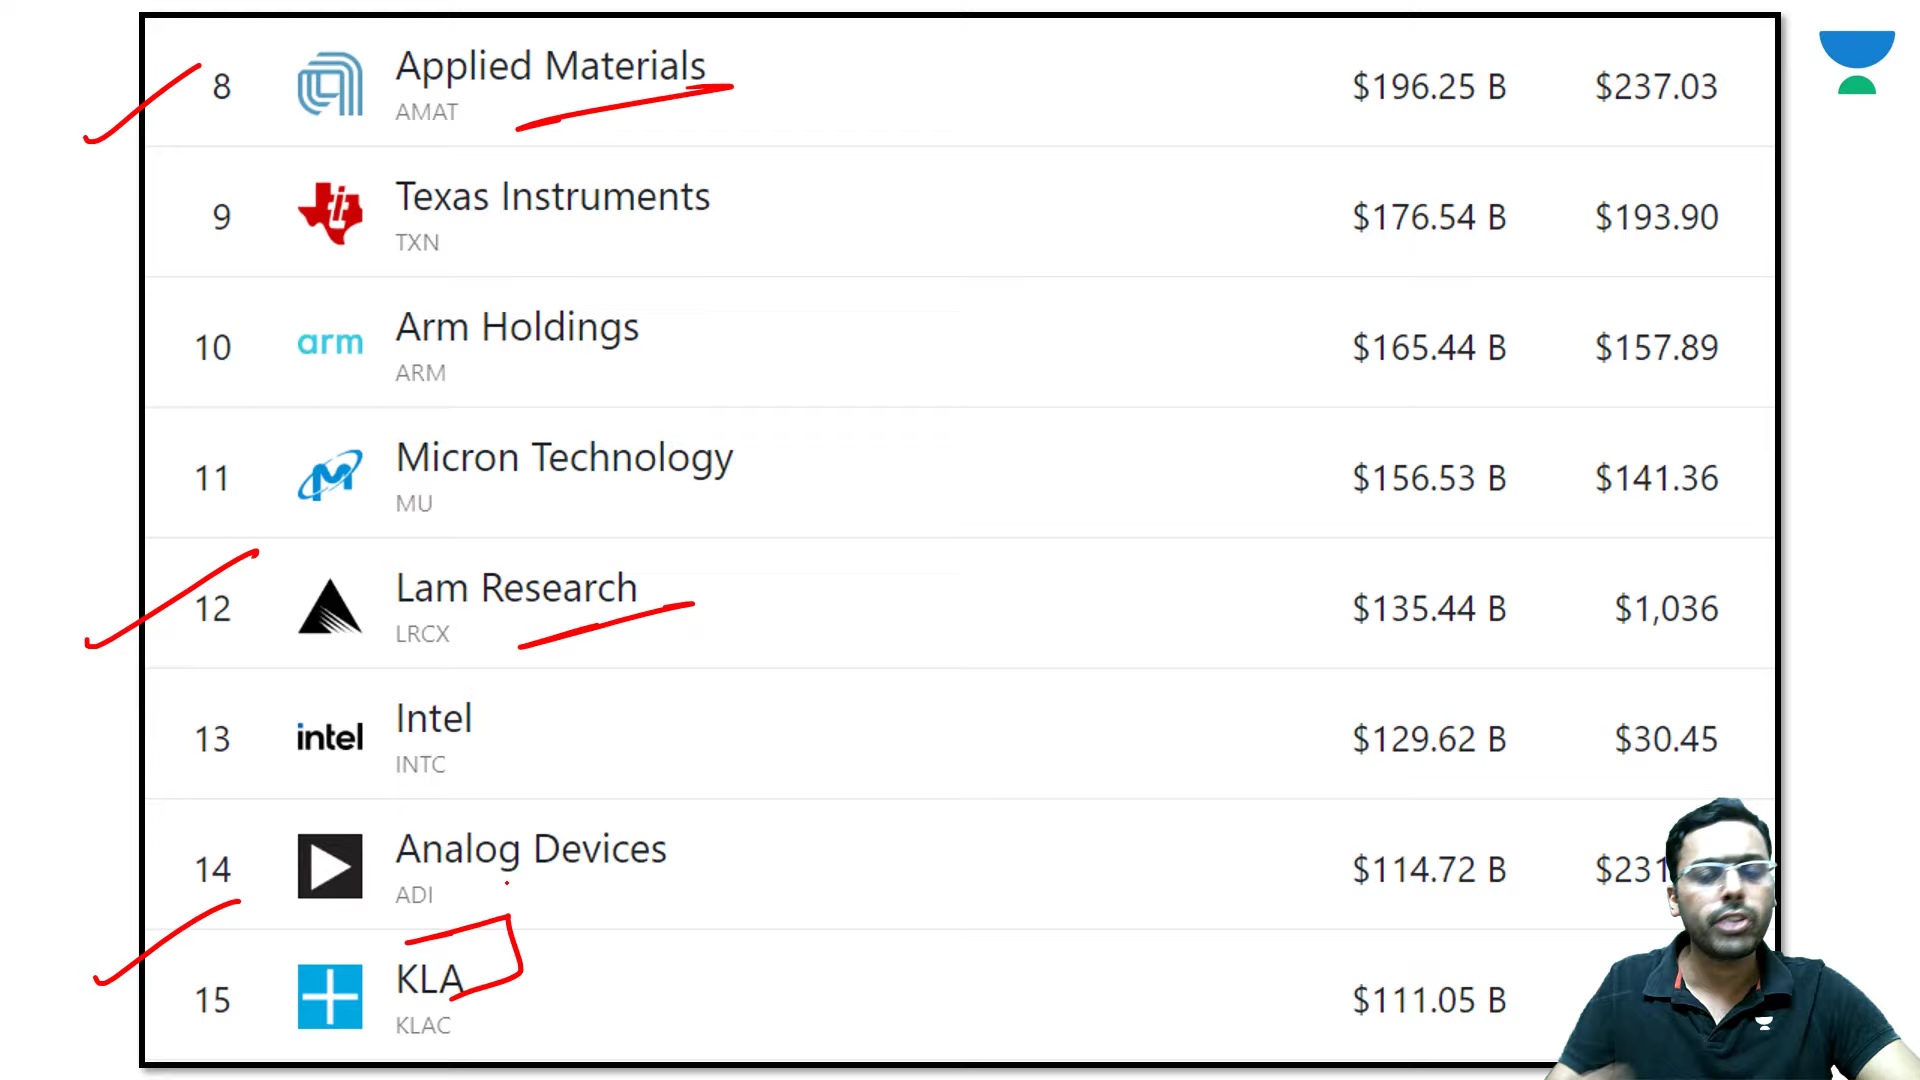 8 Applied Materials $196.25 B $237.03
AMAT
9 Texas Instruments $176.54 B $193.90
TXN
10 arm Arm Holdings $165.44 B $157.89
ARM
11 Micron Technology $156.53 B $141.36
MU
12 Lam Research $135.44 B $1,036
LRCX
13 intel Intel $129.62 B $30.45
INTC
14 Analog Devices $114.72 B $231
ADI
15 KLA $111.05 B
KLAC